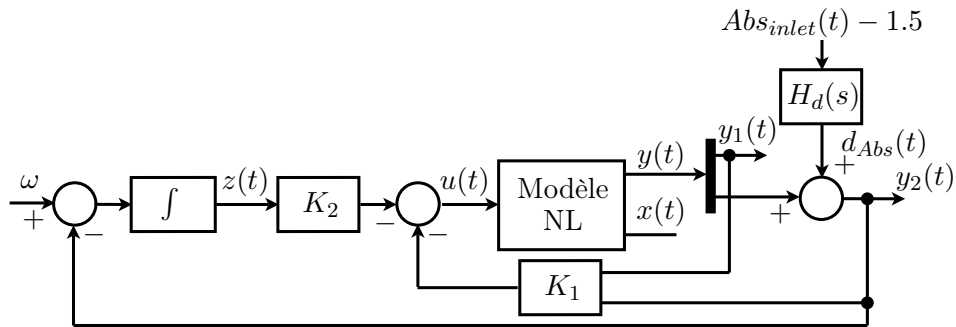 Abs_{inlet}(t) − 1.5
H_d(s)
d_{Abs}(t)
+
y_1(t)
y_2(t)
+
y(t)
x(t)
Modèle
NL
u(t)
−
−
K_2
z(t)
∫
ω
+
−
K_1